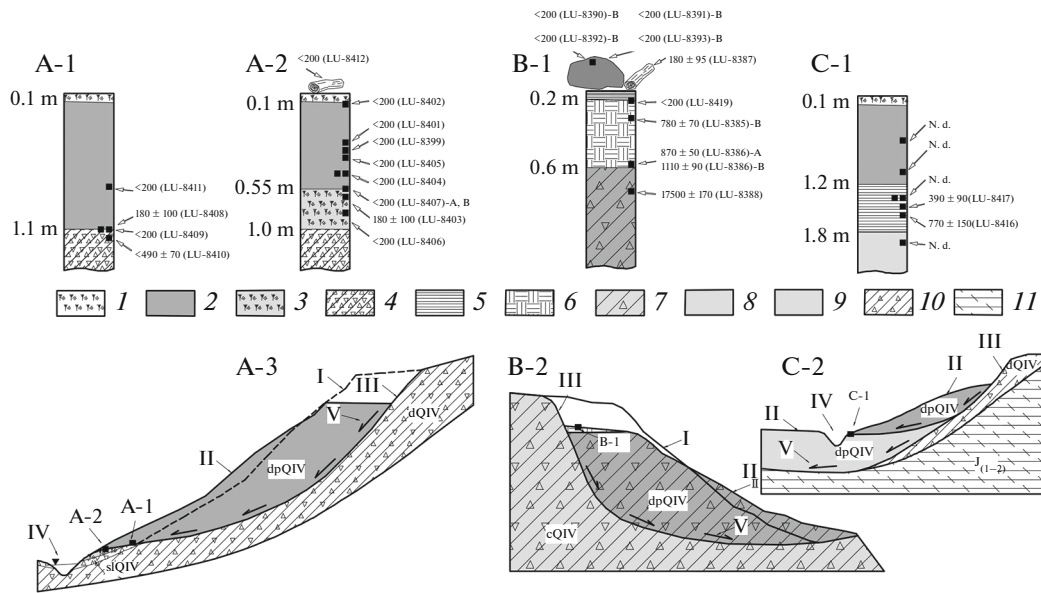 A-1
0.1 m
<200 (LU-8411)
180 ± 100 (LU-8408)
1.1 m
<200 (LU-8409)
<490 ± 70 (LU-8410)
A-2
<200 (LU-8412)
0.1 m
<200 (LU-8402)
<200 (LU-8401)
<200 (LU-8399)
<200 (LU-8405)
<200 (LU-8404)
0.55 m
<200 (LU-8407)-A, B
180 ± 100 (LU-8403)
1.0 m
<200 (LU-8406)
B-1
<200 (LU-8390)-B
<200 (LU-8391)-B
<200 (LU-8392)-B
<200 (LU-8393)-B
180 ± 95 (LU-8387)
0.2 m
<200 (LU-8419)
780 ± 70 (LU-8385)-B
870 ± 50 (LU-8386)-A
0.6 m
1110 ± 90 (LU-8386)-B
17500 ± 170 (LU-8388)
C-1
0.1 m
N. d.
N. d.
1.2 m
N. d.
390 ± 90(LU-8417)
770 ± 150(LU-8416)
1.8 m
N. d.
1 2 3 4 5 6 7 8 9 10 11
A-3
I
III
V
dQIV
II
dpQIV
A-2
A-1
IV
slQIV
B-2
III
B-1
I
II
II
dpQIV
V
cQIV
C-2
III
dQIV
II
C-1
IV
II
dpQIV
V
dpQIV
J(1−2)